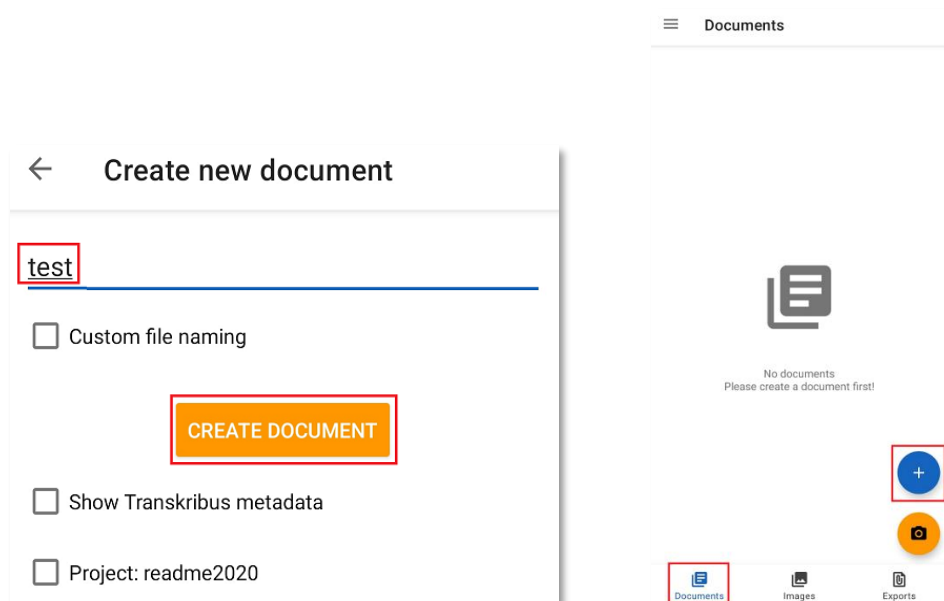 Create new document
test
Custom file naming
CREATE DOCUMENT
Show Transkribus metadata
Project: readme2020
Documents
No documents
Please create a document first!
Documents
Images
Exports